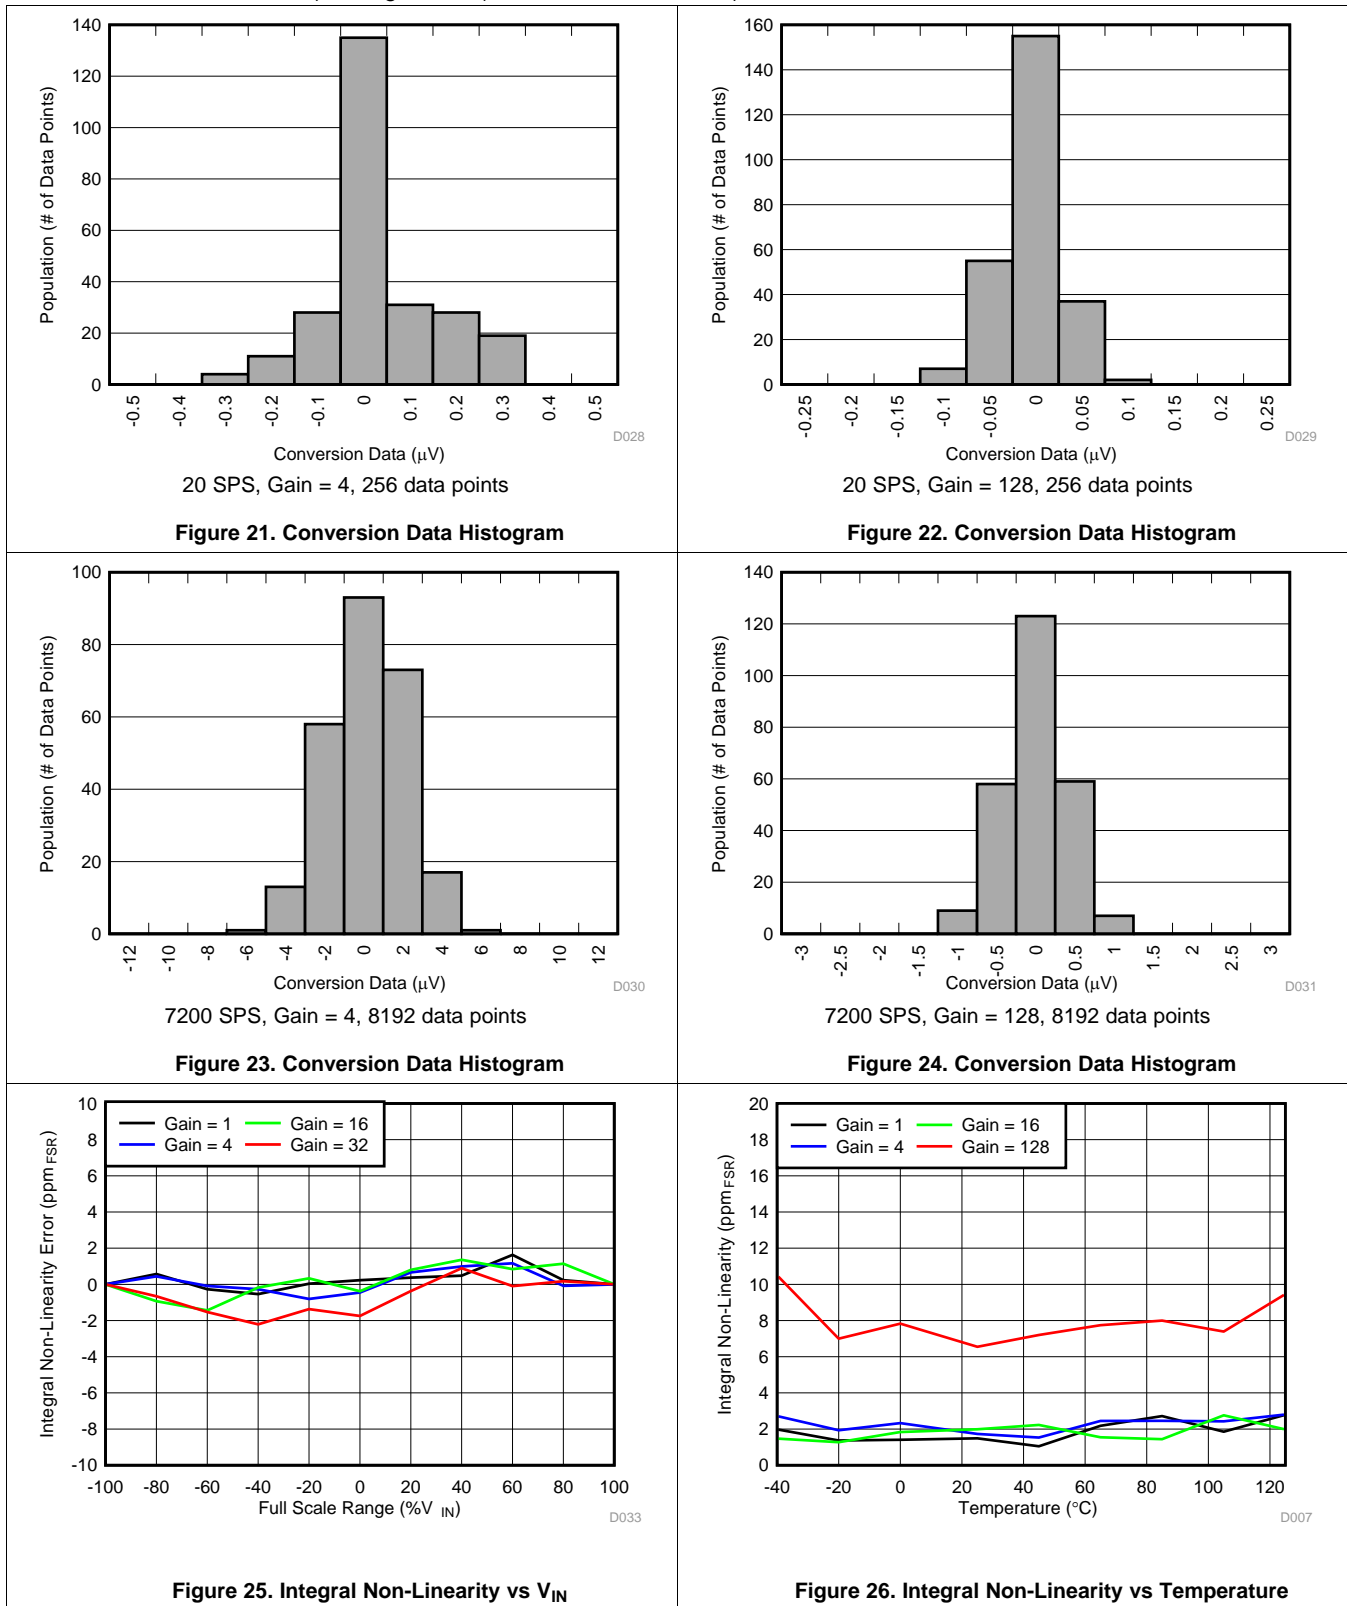 140
120
100
80
60
40
20
0
Population (# of Data Points)
-0.5 -0.4 -0.3 -0.2 -0.1 0 0.1 0.2 0.3 0.4 0.5
D028
Conversion Data (μV)
20 SPS, Gain = 4, 256 data points
Figure 21. Conversion Data Histogram
160
140
120
100
80
60
40
20
0
Population (# of Data Points)
-0.25 -0.2 -0.15 -0.1 -0.05 0 0.05 0.1 0.15 0.2 0.25
D029
Conversion Data (μV)
20 SPS, Gain = 128, 256 data points
Figure 22. Conversion Data Histogram
100
80
60
40
20
0
Population (# of Data Points)
-12 -10 -8 -6 -4 -2 0 2 4 6 8 10 12
Conversion Data (μV)
D030
7200 SPS, Gain = 4, 8192 data points
Figure 23. Conversion Data Histogram
140
120
100
80
60
40
20
0
Population (# of Data Points)
-3 -2.5 -2 -1.5 -1 -0.5 0 0.5 1 1.5 2 2.5 3
Conversion Data (μV)
D031
7200 SPS, Gain = 128, 8192 data points
Figure 24. Conversion Data Histogram
10
8
6
4
2
0
-2
-4
-6
-8
-10
Integral Non-Linearity Error (ppmFSR)
Gain = 1 Gain = 16
Gain = 4 Gain = 32
-100 -80 -60 -40 -20 0 20 40 60 80 100
Full Scale Range (%V IN)
D033
Figure 25. Integral Non-Linearity vs VIN
20
18
16
14
12
10
8
6
4
2
0
Integral Non-Linearity (ppmFSR)
Gain = 1 Gain = 16
Gain = 4 Gain = 128
-40 -20 0 20 40 60 80 100 120
Temperature (°C)
D007
Figure 26. Integral Non-Linearity vs Temperature